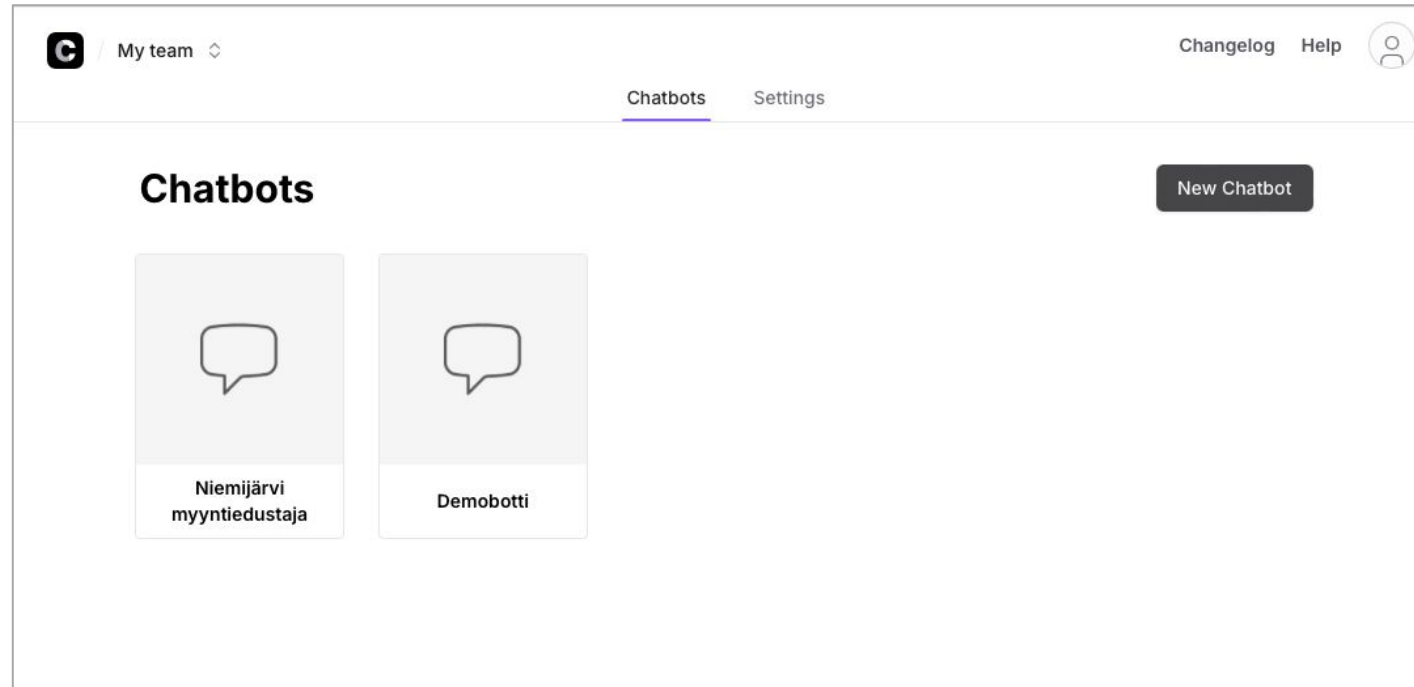 C / My team
Changelog Help
Chatbots Settings
Chatbots
New Chatbot
Niemijärvi
myyntiedustaja
Demobotti